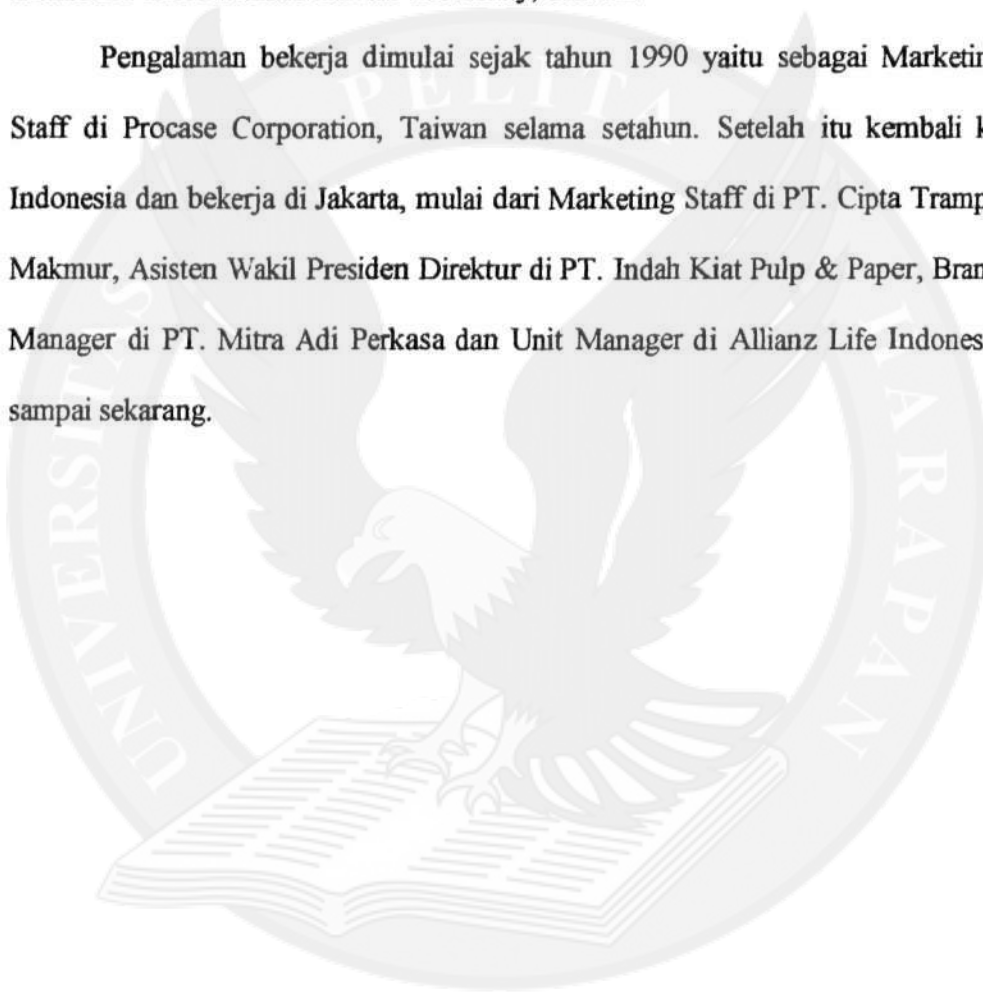 Pengalaman bekerja dimulai sejak tahun 1990 yaitu sebagai Marketin
Staff di Procase Corporation, Taiwan selama setahun. Setelah itu kembali k
Indonesia dan bekerja di Jakarta, mulai dari Marketing Staff di PT. Cipta Tramp
Makmur, Asisten Wakil Presiden Direktur di PT. Indah Kiat Pulp & Paper, Bran
Manager di PT. Mitra Adi Perkasa dan Unit Manager di Allianz Life Indones
sampai sekarang.
UNIVERSITAS PELITA HARAPAN